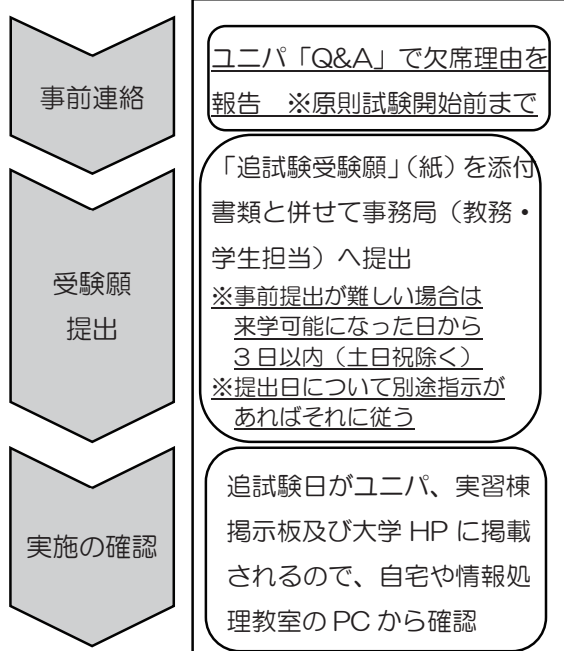 事前連絡
ユニパ「Q&A」で欠席理由を
報告　※原則試験開始前まで
受験願
提出
「追試験受験願」（紙）を添付
書類と併せて事務局（教務・
学生担当）へ提出
※事前提出が難しい場合は
来学可能になった日から
３日以内（土日祝除く）
※提出日について別途指示が
あればそれに従う
実施の確認
追試験日がユニパ、実習棟
掲示板及び大学 HP に掲載
されるので、自宅や情報処
理教室の PC から確認